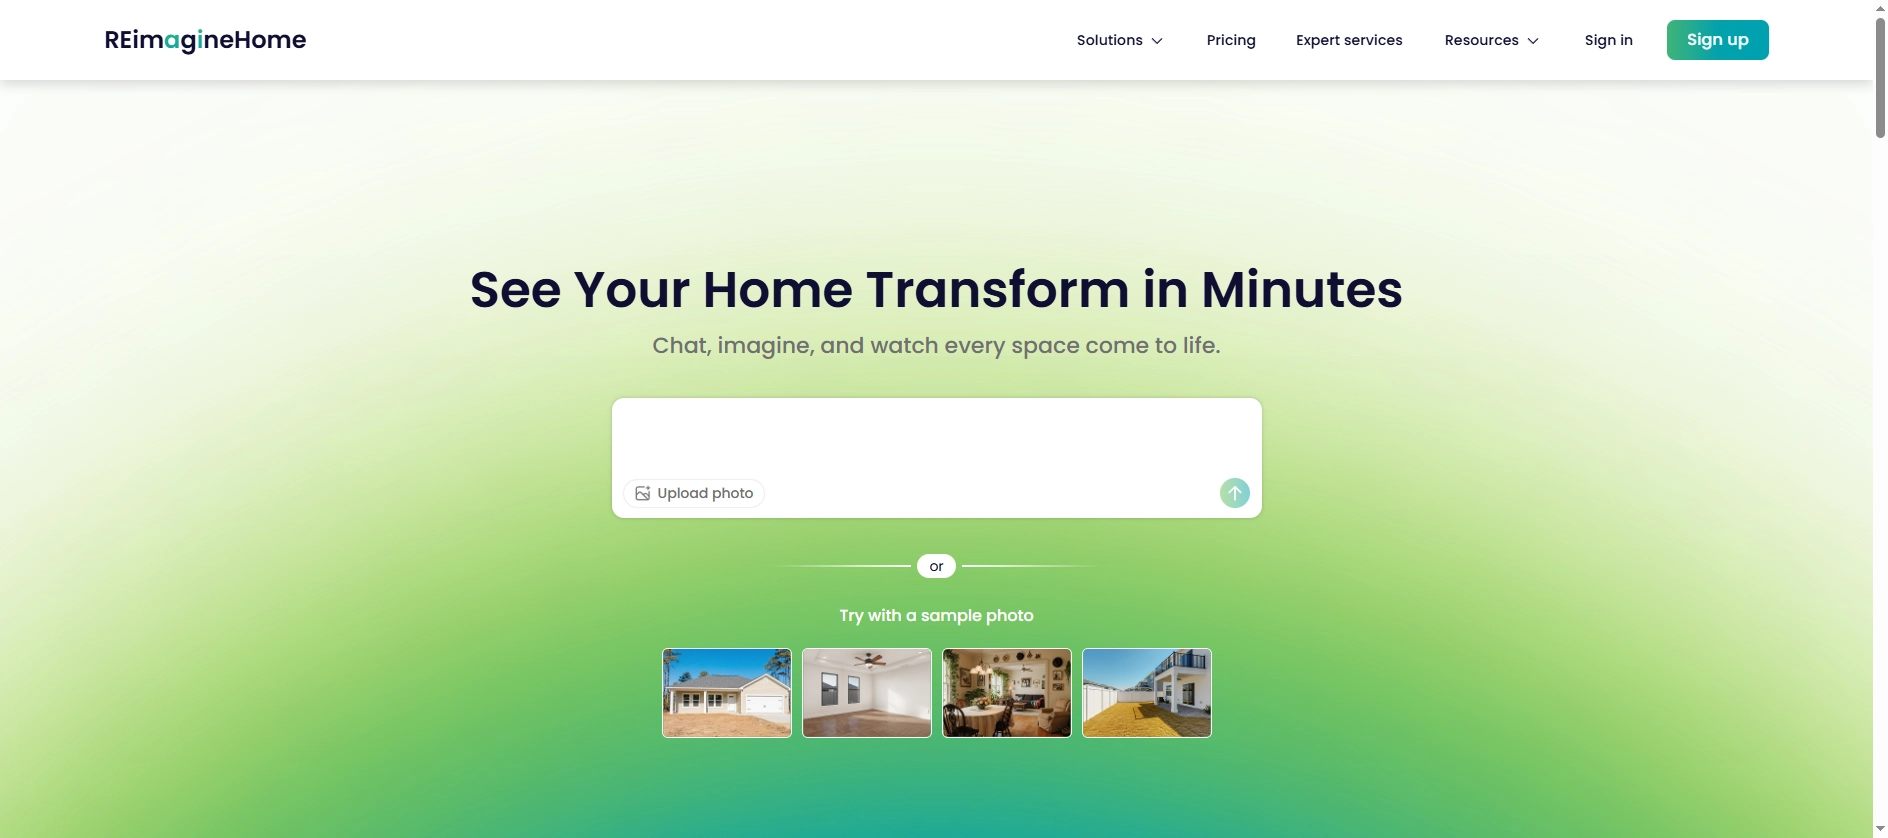 REimagineHome
Solutions
Pricing
Expert services
Resources
Sign in
Sign up
See Your Home Transform in Minutes
Chat, imagine, and watch every space come to life.
Upload photo
or
Try with a sample photo